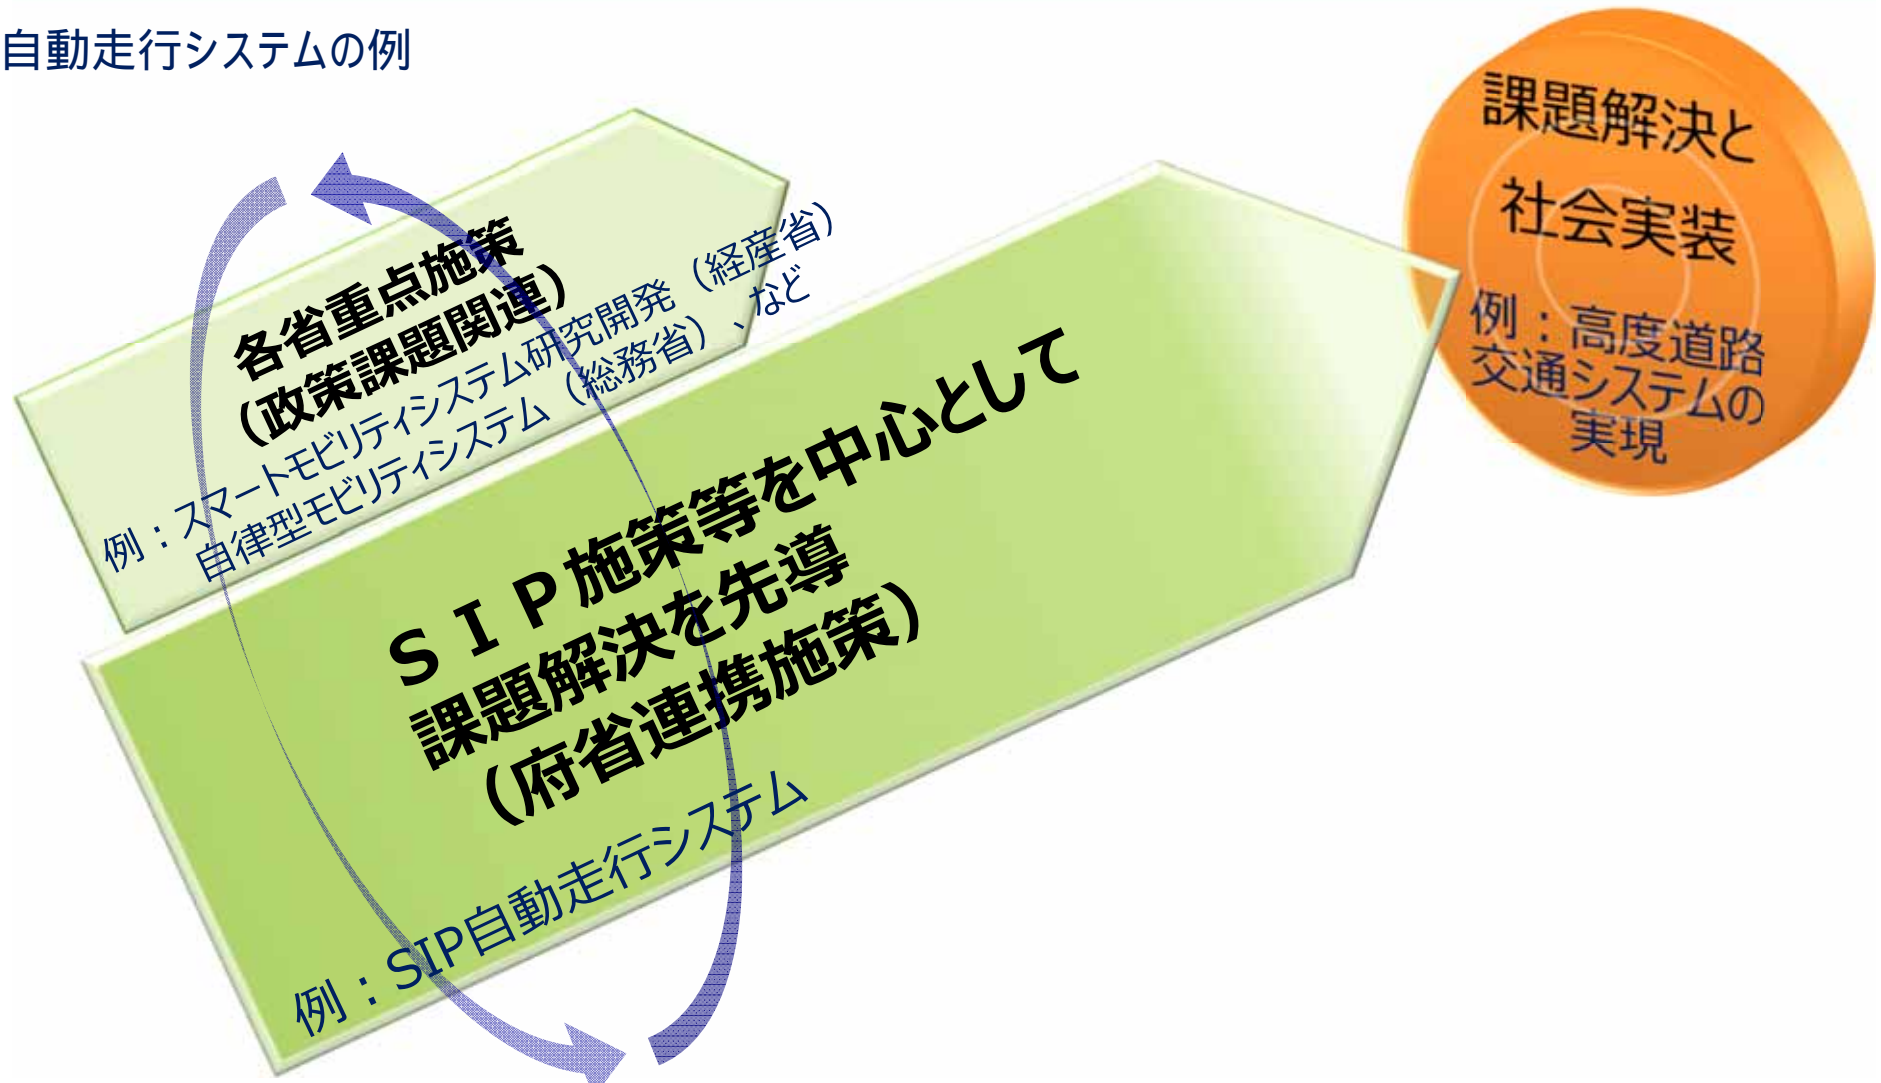 自動走行システムの例
各省重点施策
（政策課題関連）
例：スマートモビリティシステム研究開発（経産省）
自律型モビリティシステム（総務省）、など
ＳＩＰ施策等を中心として
課題解決を先導
（府省連携施策）
例：SIP自動走行システム
課題解決と
社会実装
例：高度道路
交通システムの
実現